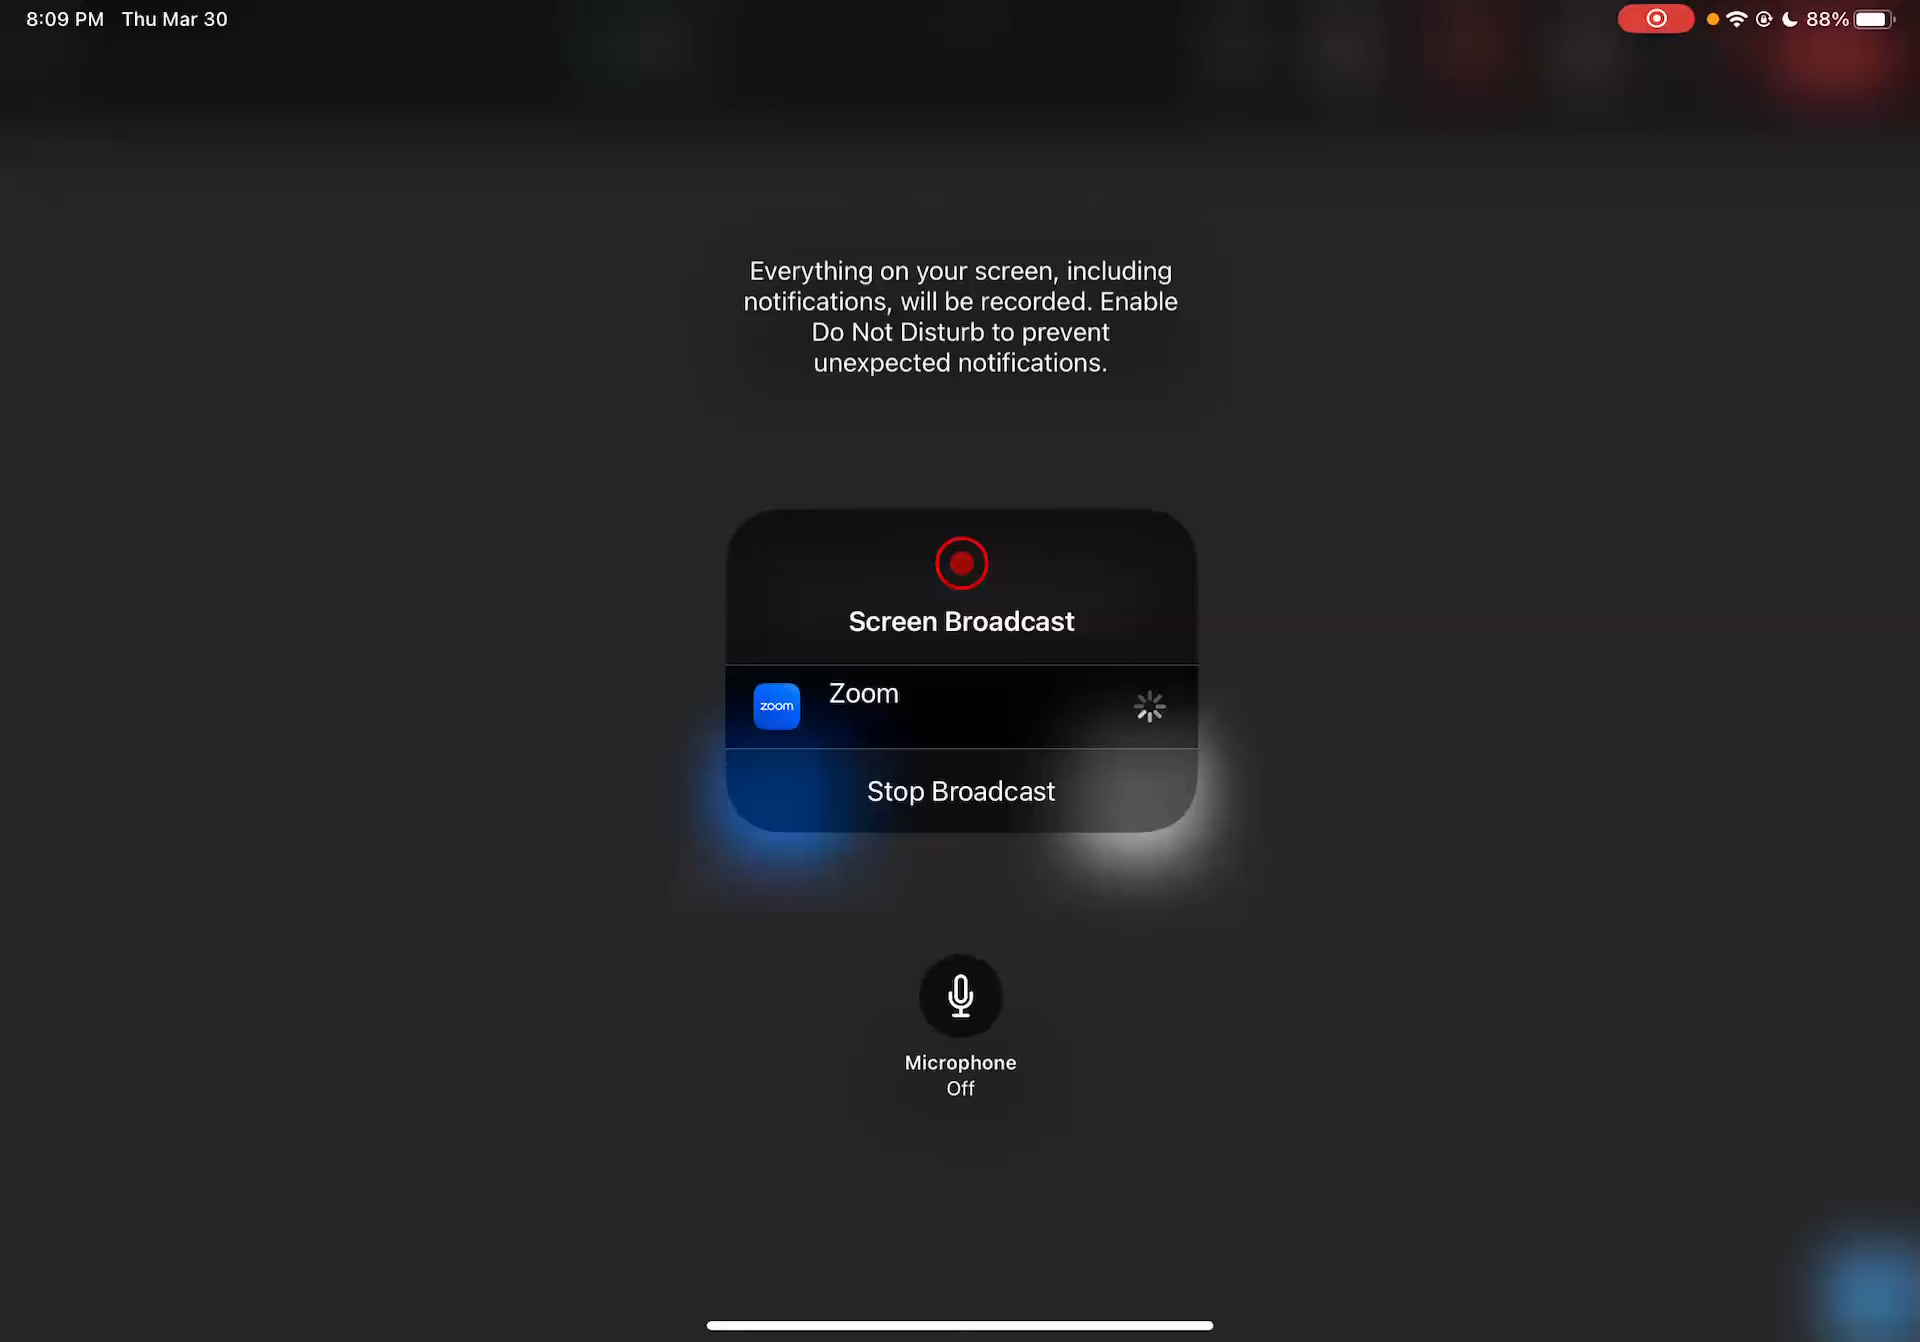 8:09 PM Thu Mar 30
88%
Everything on your screen, including
notifications, will be recorded. Enable
Do Not Disturb to prevent
unexpected notifications.
Screen Broadcast
zoom
Zoom
Stop Broadcast
Microphone
Off